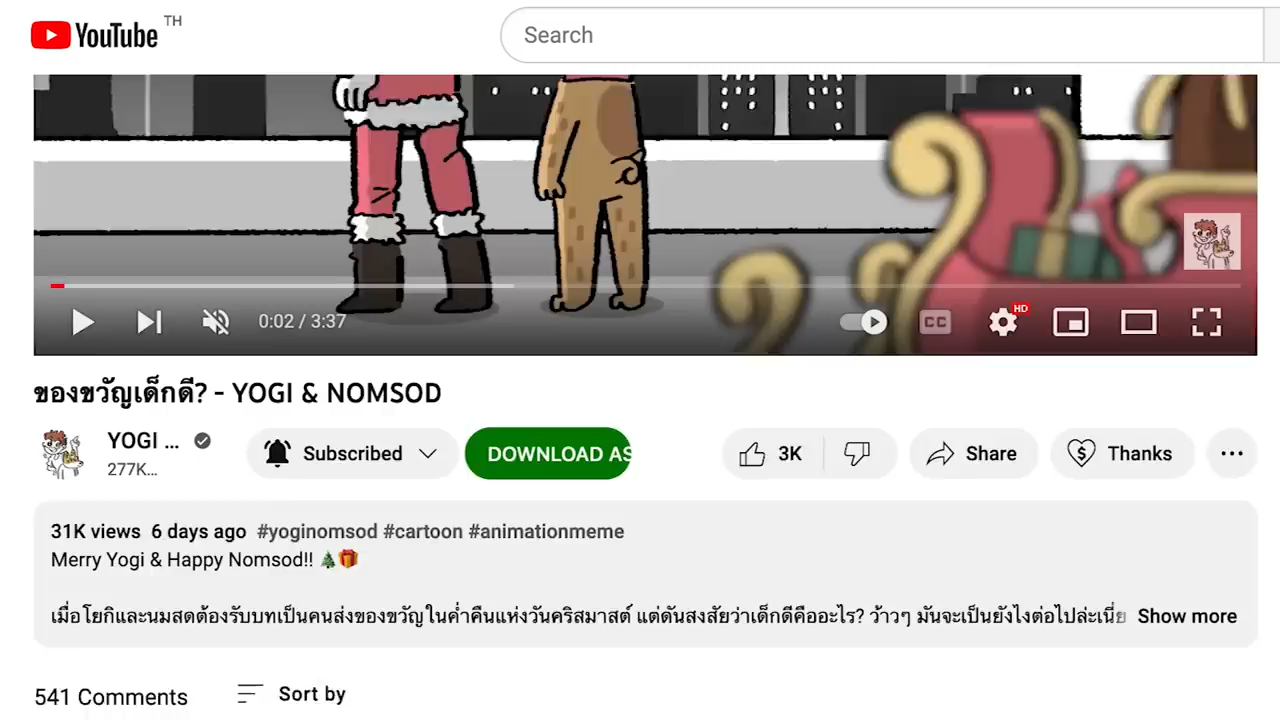 YouTube TH
Search
0:02 / 3:37
CC
HD
ของขวัญเด็กดี? - YOGI & NOMSOD
YOGI ...
277K...
Subscribed
DOWNLOAD AS
3K
Share
Thanks
31K views 6 days ago #yoginomsod #cartoon #animationmeme
Merry Yogi & Happy Nomsod!! 🎄🎁
เมื่อโยกิและนมสดต้องรับบทเป็นคนส่งของขวัญในค่ำคืนแห่งวันคริสมาสต์ แต่ดันสงสัยว่าเด็กดีคืออะไร? ว้าวๆ มันจะเป็นยังไงต่อไปล่ะเนี่ย Show more
541 Comments
Sort by